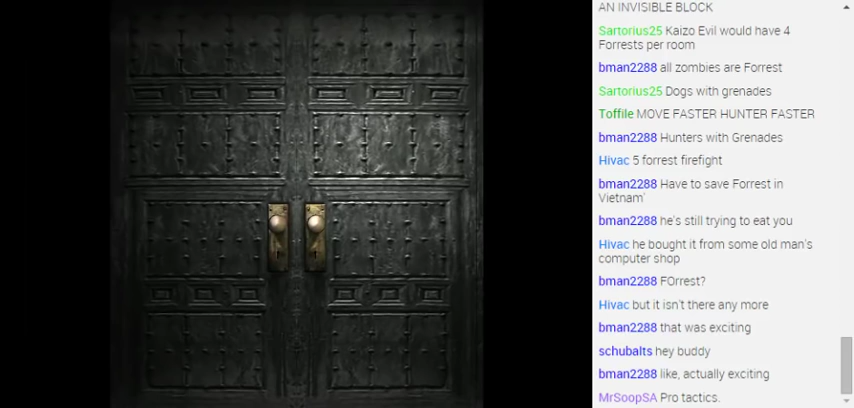 AN INVISIBLE BLOCK
Sartorius25 Kaizo Evil would have 4
Forrests per room
bman2288 all zombies are Forrest
Sartorius25 Dogs with grenades
Toffile MOVE FASTER HUNTER FASTER
bman2288 Hunters with Grenades
Hivac 5 forrest firefight
bman2288 Have to save Forrest in
Vietnam'
bman2288 he's still trying to eat you
Hivac he bought it from some old man's
computer shop
bman2288 FOrrest?
Hivac but it isn't there any more
bman2288 that was exciting
schubalts hey buddy
bman2288 like, actually exciting
MrSoopSA Pro tactics.